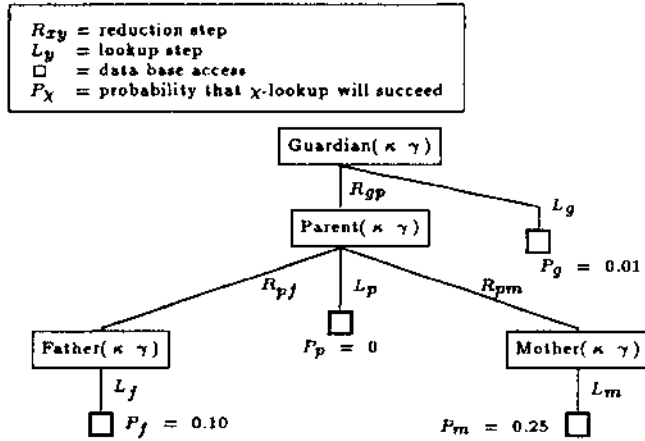 R_xy = reduction step
L_y = lookup step
□ = data base access
P_χ = probability that χ-lookup will succeed
Guardian( κ γ )
R_gp
L_g
Parent( κ γ )
P_g = 0.01
R_pf
L_p
R_pm
Father( κ γ )
P_p = 0
Mother( κ γ )
L_f
L_m
P_f = 0.10
P_m = 0.25